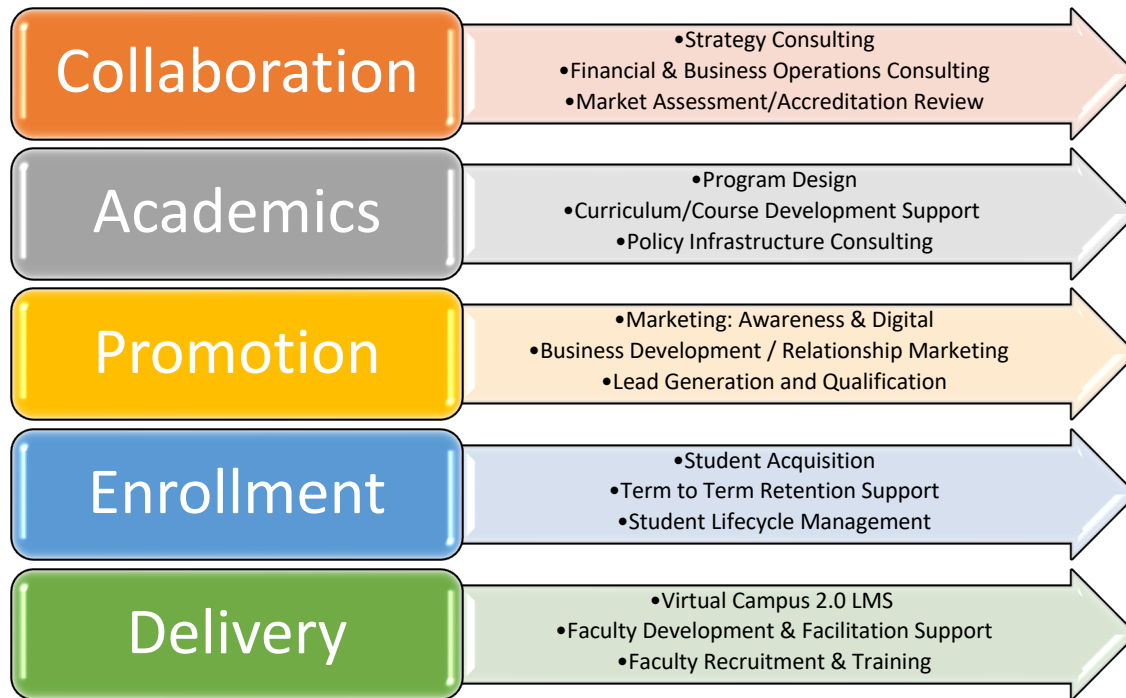 Collaboration
•Strategy Consulting
•Financial & Business Operations Consulting
•Market Assessment/Accreditation Review
Academics
•Program Design
•Curriculum/Course Development Support
•Policy Infrastructure Consulting
Promotion
•Marketing: Awareness & Digital
•Business Development / Relationship Marketing
•Lead Generation and Qualification
Enrollment
•Student Acquisition
•Term to Term Retention Support
•Student Lifecycle Management
Delivery
•Virtual Campus 2.0 LMS
•Faculty Development & Facilitation Support
•Faculty Recruitment & Training